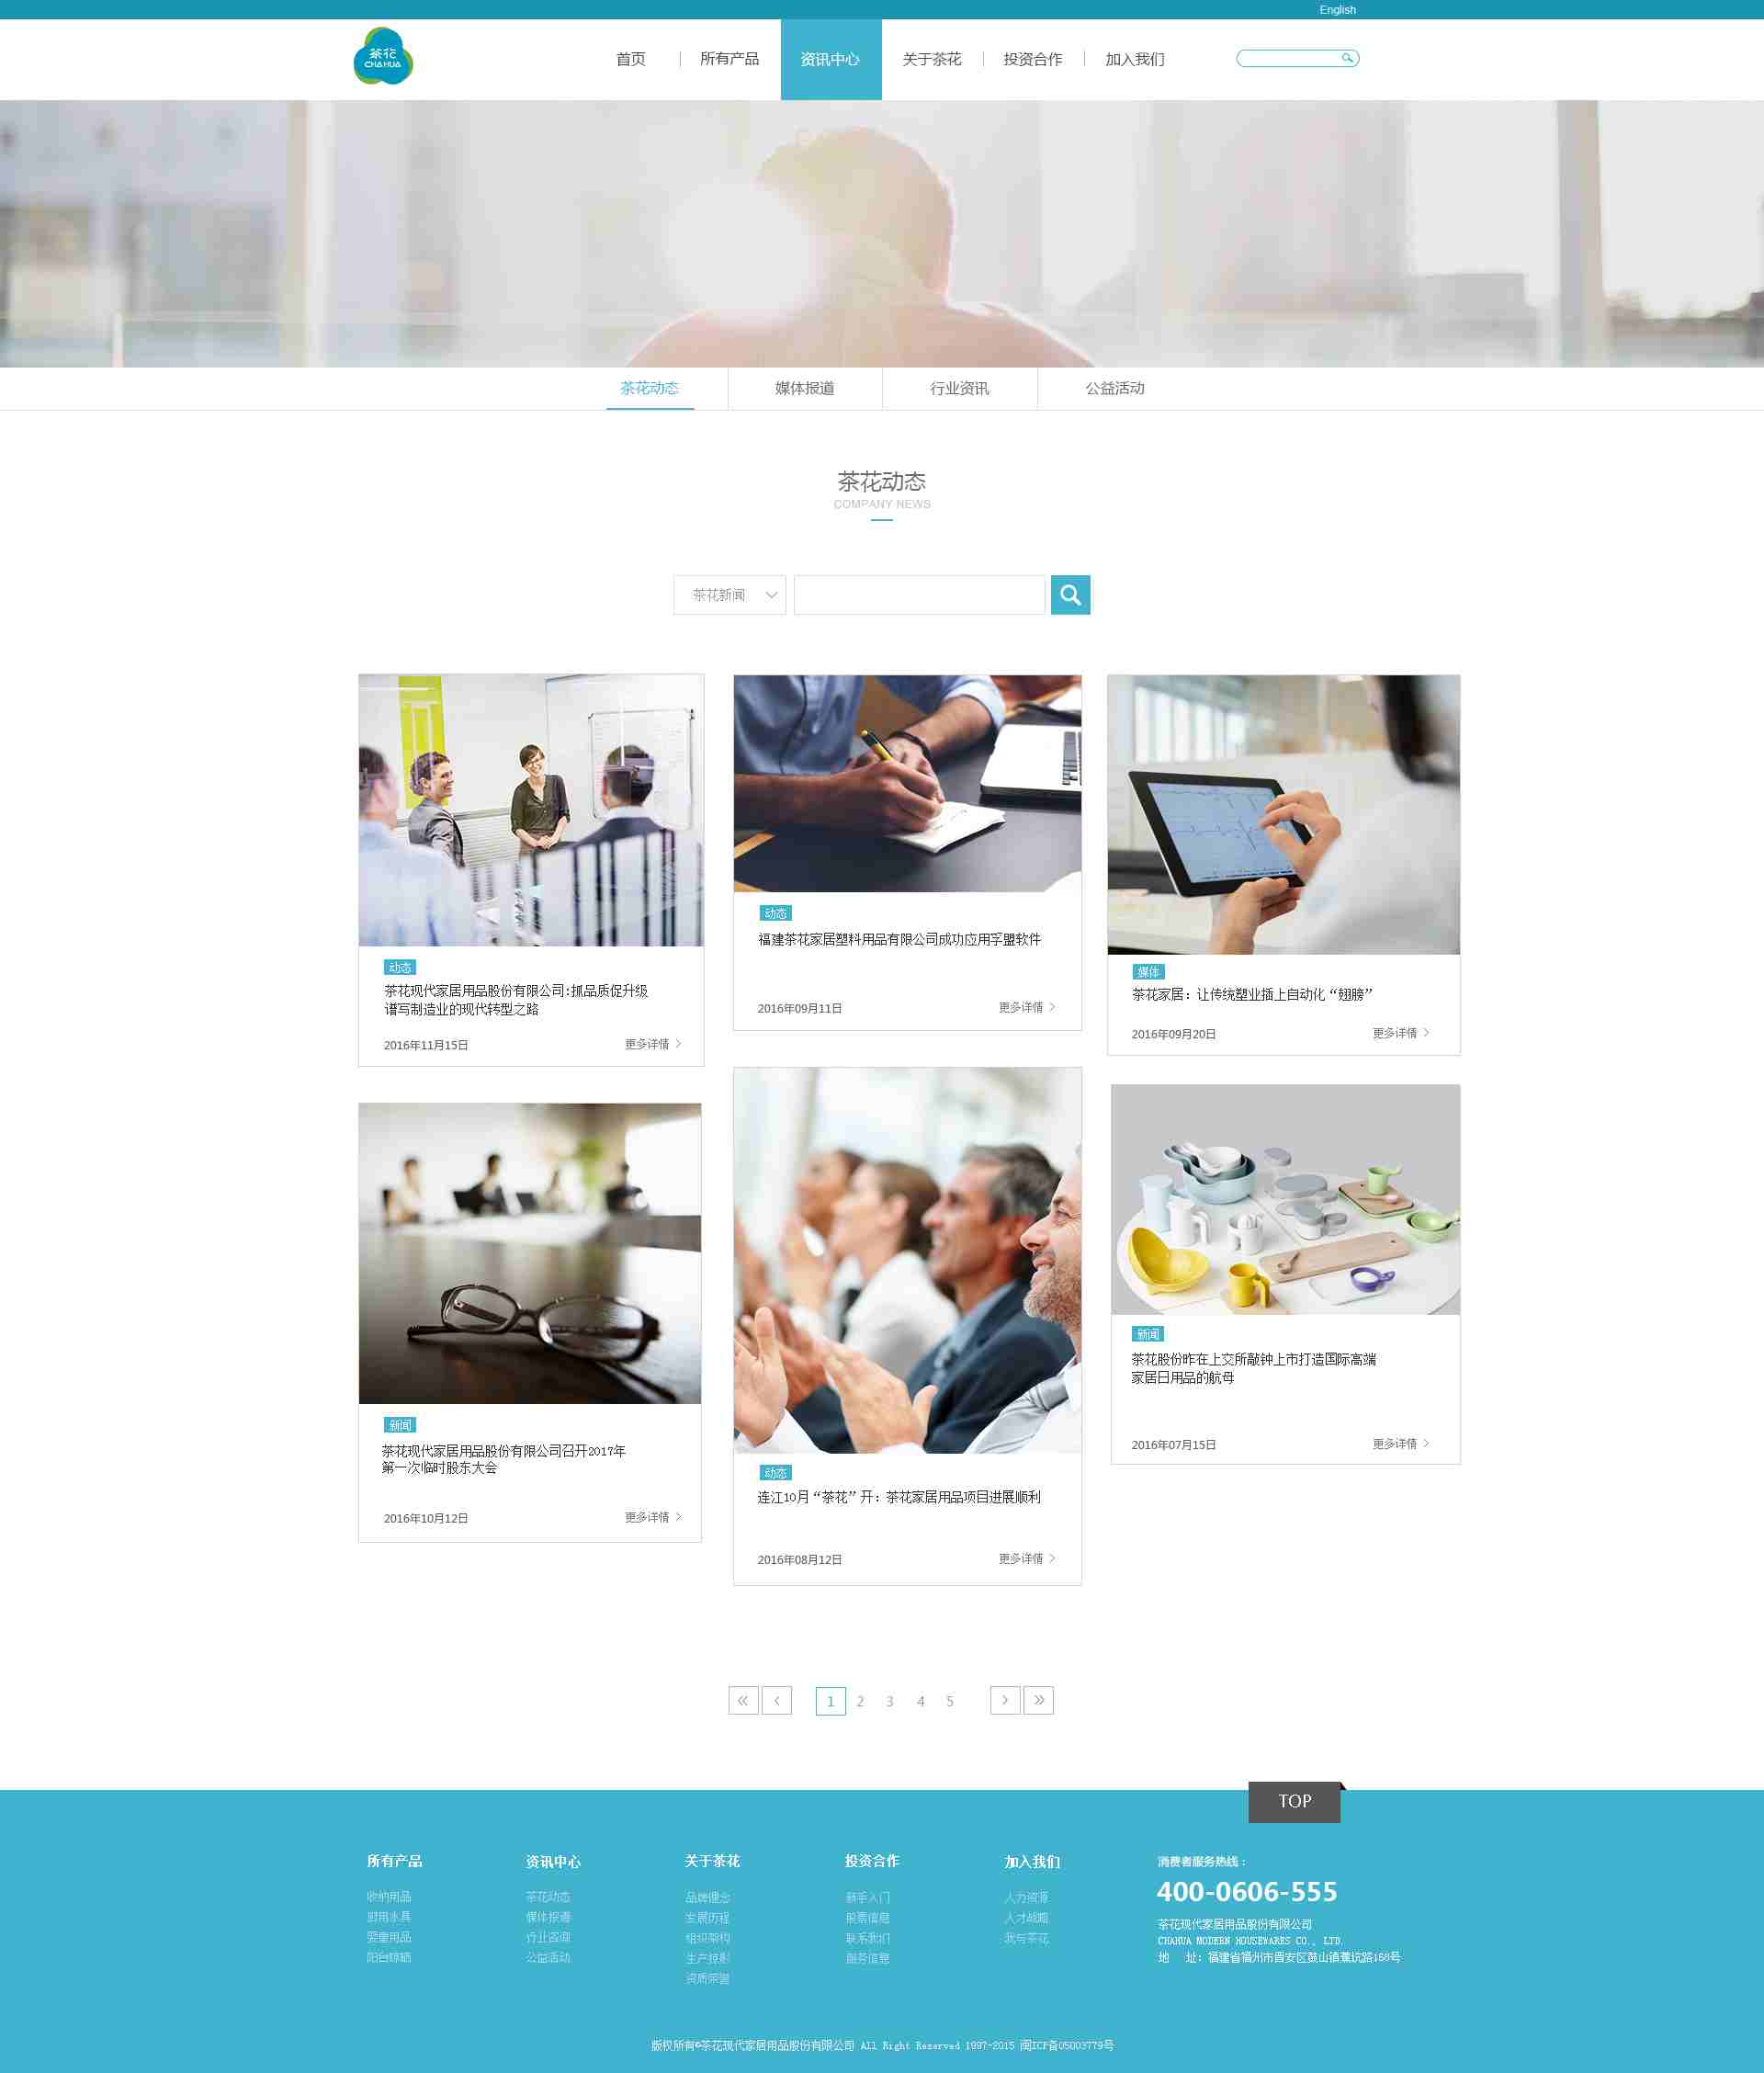 English
茶花
CHAHUA
首页
所有产品
资讯中心
关于茶花
投资合作
加入我们
茶花动态
媒体报道
行业资讯
公益活动
茶花动态
COMPANY NEWS
茶花新闻
动态
茶花现代家居用品股份有限公司:抓品质促升级
谱写制造业的现代转型之路
2016年11月15日
更多详情 >
动态
福建茶花家居塑料用品有限公司成功应用孚盟软件
2016年09月11日
更多详情 >
媒体
茶花家居：让传统塑业插上自动化“翅膀”
2016年09月20日
更多详情 >
新闻
茶花现代家居用品股份有限公司召开2017年
第一次临时股东大会
2016年10月12日
更多详情 >
动态
连江10月“茶花”开：茶花家居用品项目进展顺利
2016年08月12日
更多详情 >
新闻
茶花股份昨在上交所敲钟上市打造国际高端
家居日用品的航母
2016年07月15日
更多详情 >
« ‹ 1 2 3 4 5 › »
TOP
所有产品
收纳用品
厨用水具
婴童用品
阳台晾晒
资讯中心
茶花动态
媒体报道
行业咨询
公益活动
关于茶花
品牌理念
发展历程
组织架构
生产掠影
资质荣誉
投资合作
新手入门
股票信息
联系我们
服务信息
加入我们
人力资源
人才战略
我与茶花
消费者服务热线：
400-0606-555
茶花现代家居用品股份有限公司
CHAHUA MODERN HOUSEWARES CO., LTD.
地 址：福建省福州市晋安区鼓山镇蕉坑路168号
版权所有©茶花现代家居用品股份有限公司 All Right Reserved 1997-2015 闽ICP备05003779号